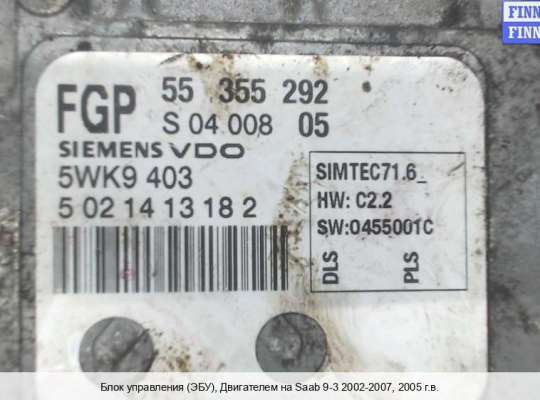 FINN
FINN
FGP 55 355 292
S 04 008 05
SIEMENS VDO
5WK9 403
5 02 14 13 18 2
SIMTEC71.6_
HW: C2.2
SW:0455001C
DLS
PLS
Блок управления (ЭБУ), Двигателем на Saab 9-3 2002-2007, 2005 г.в.